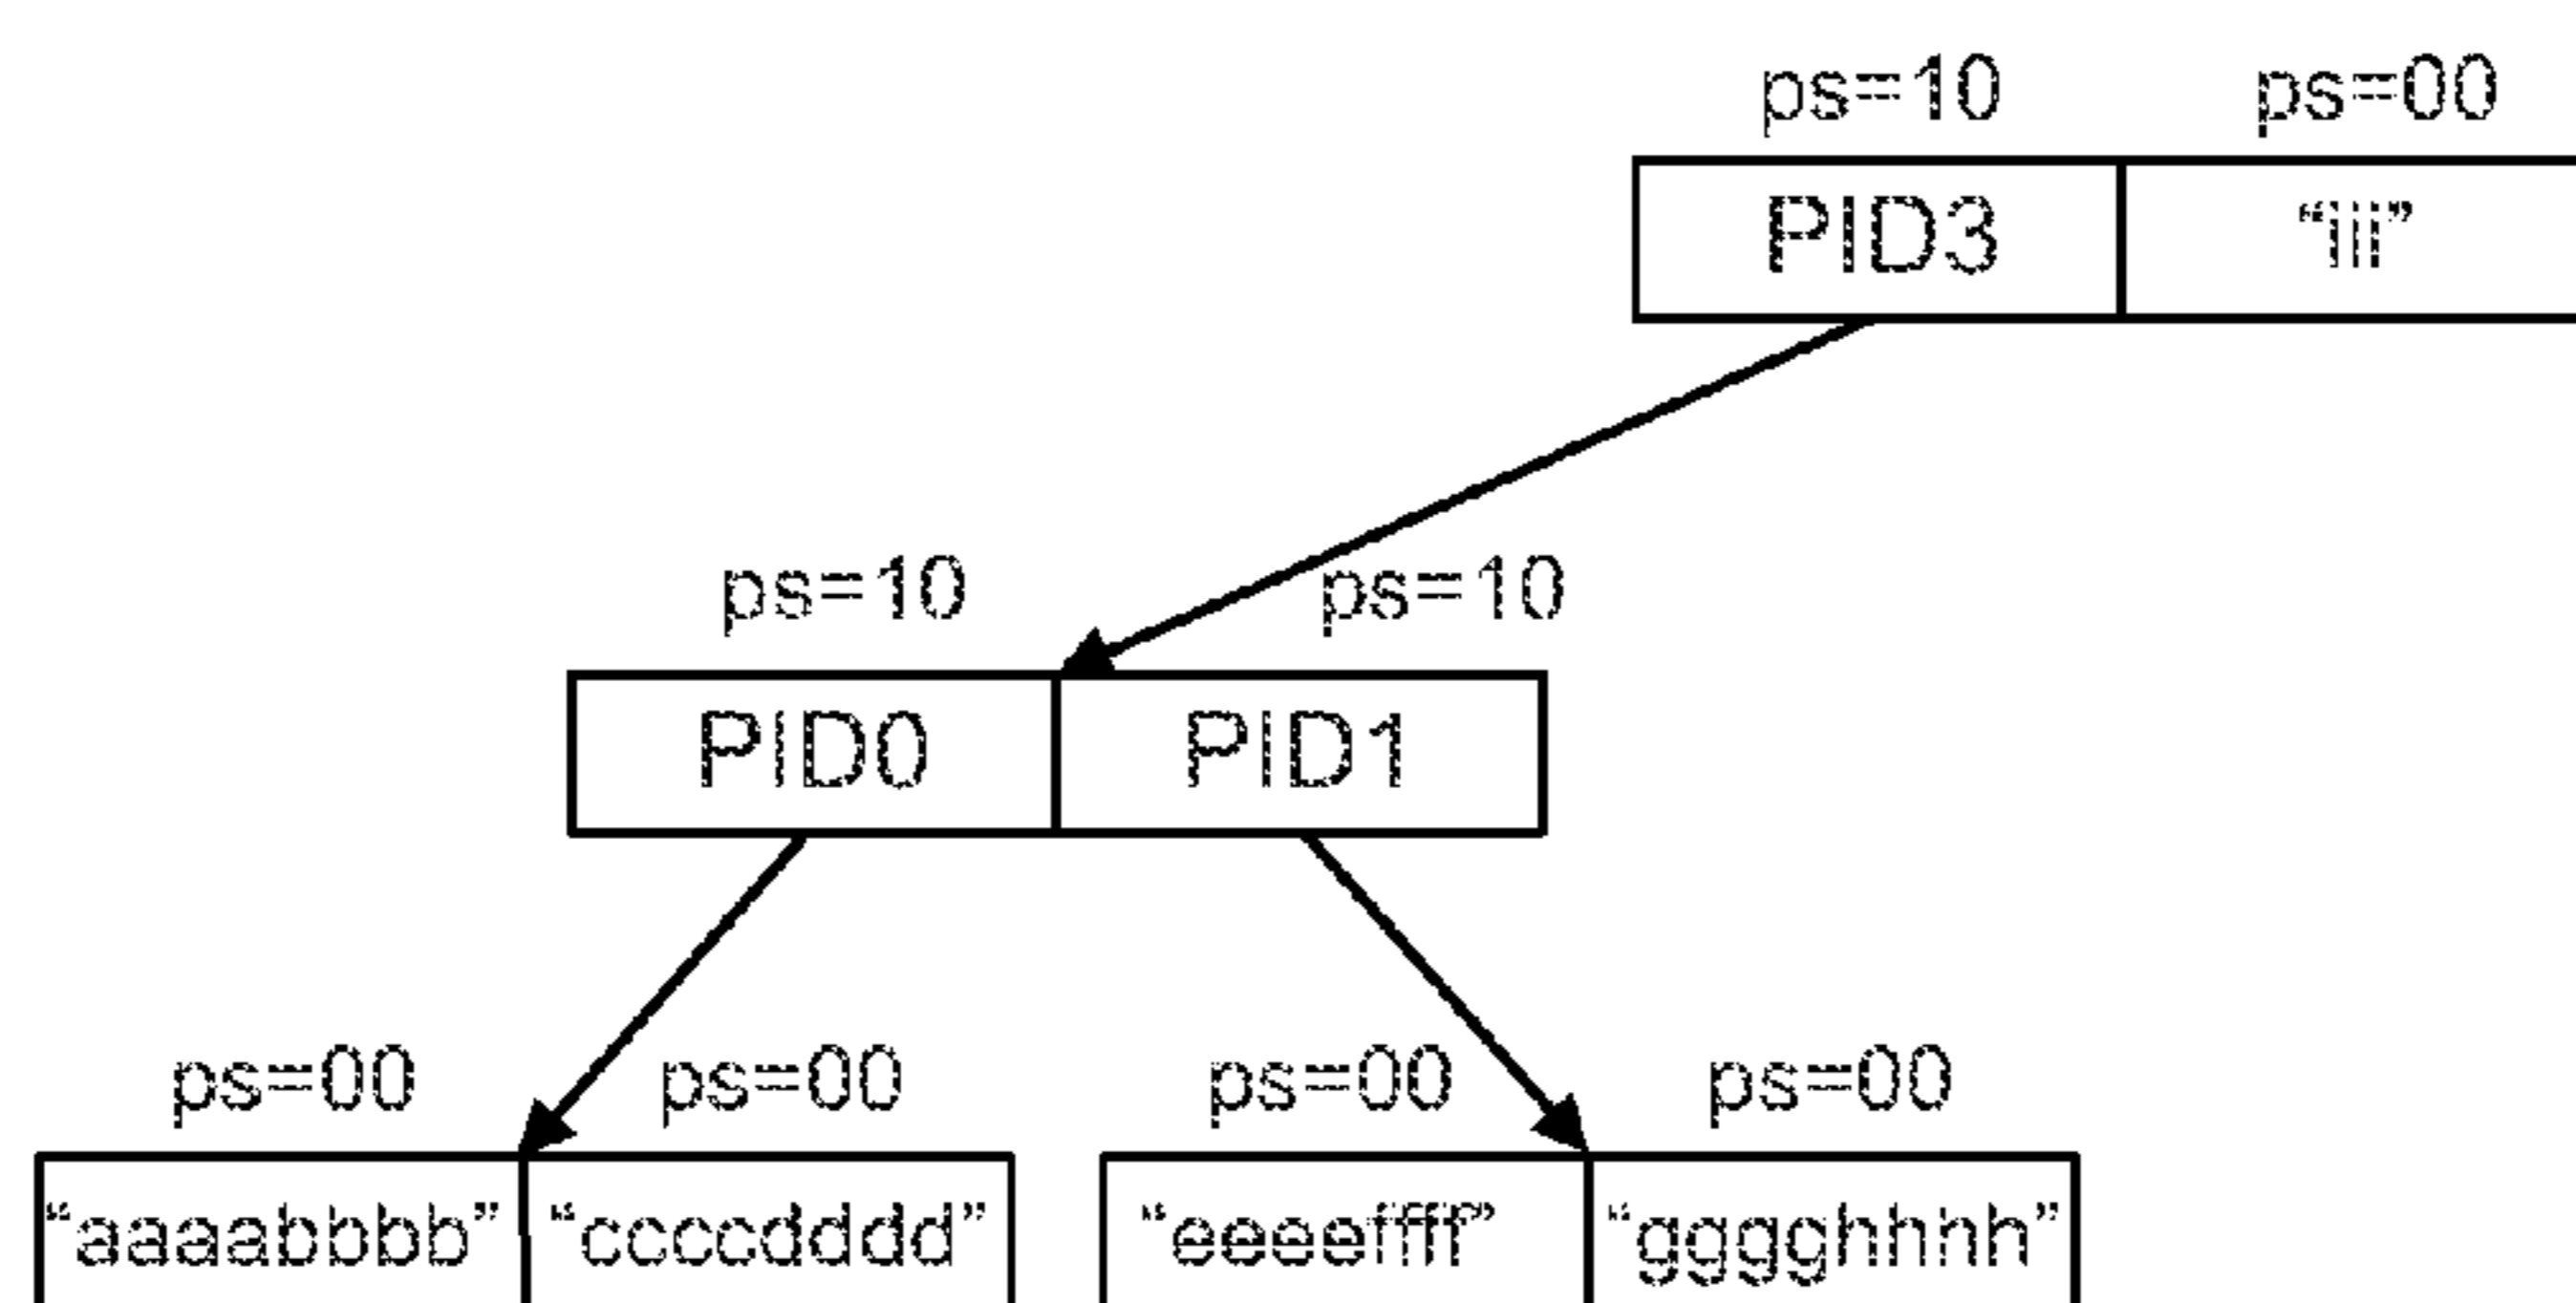 ps=10 ps=00
PID3 “iii”
ps=10 ps=10
PID0 PID1
ps=00 ps=00 ps=00 ps=00
“aaaabbbb” “ccccdddd” “eeeeffff” “gggghhhh”